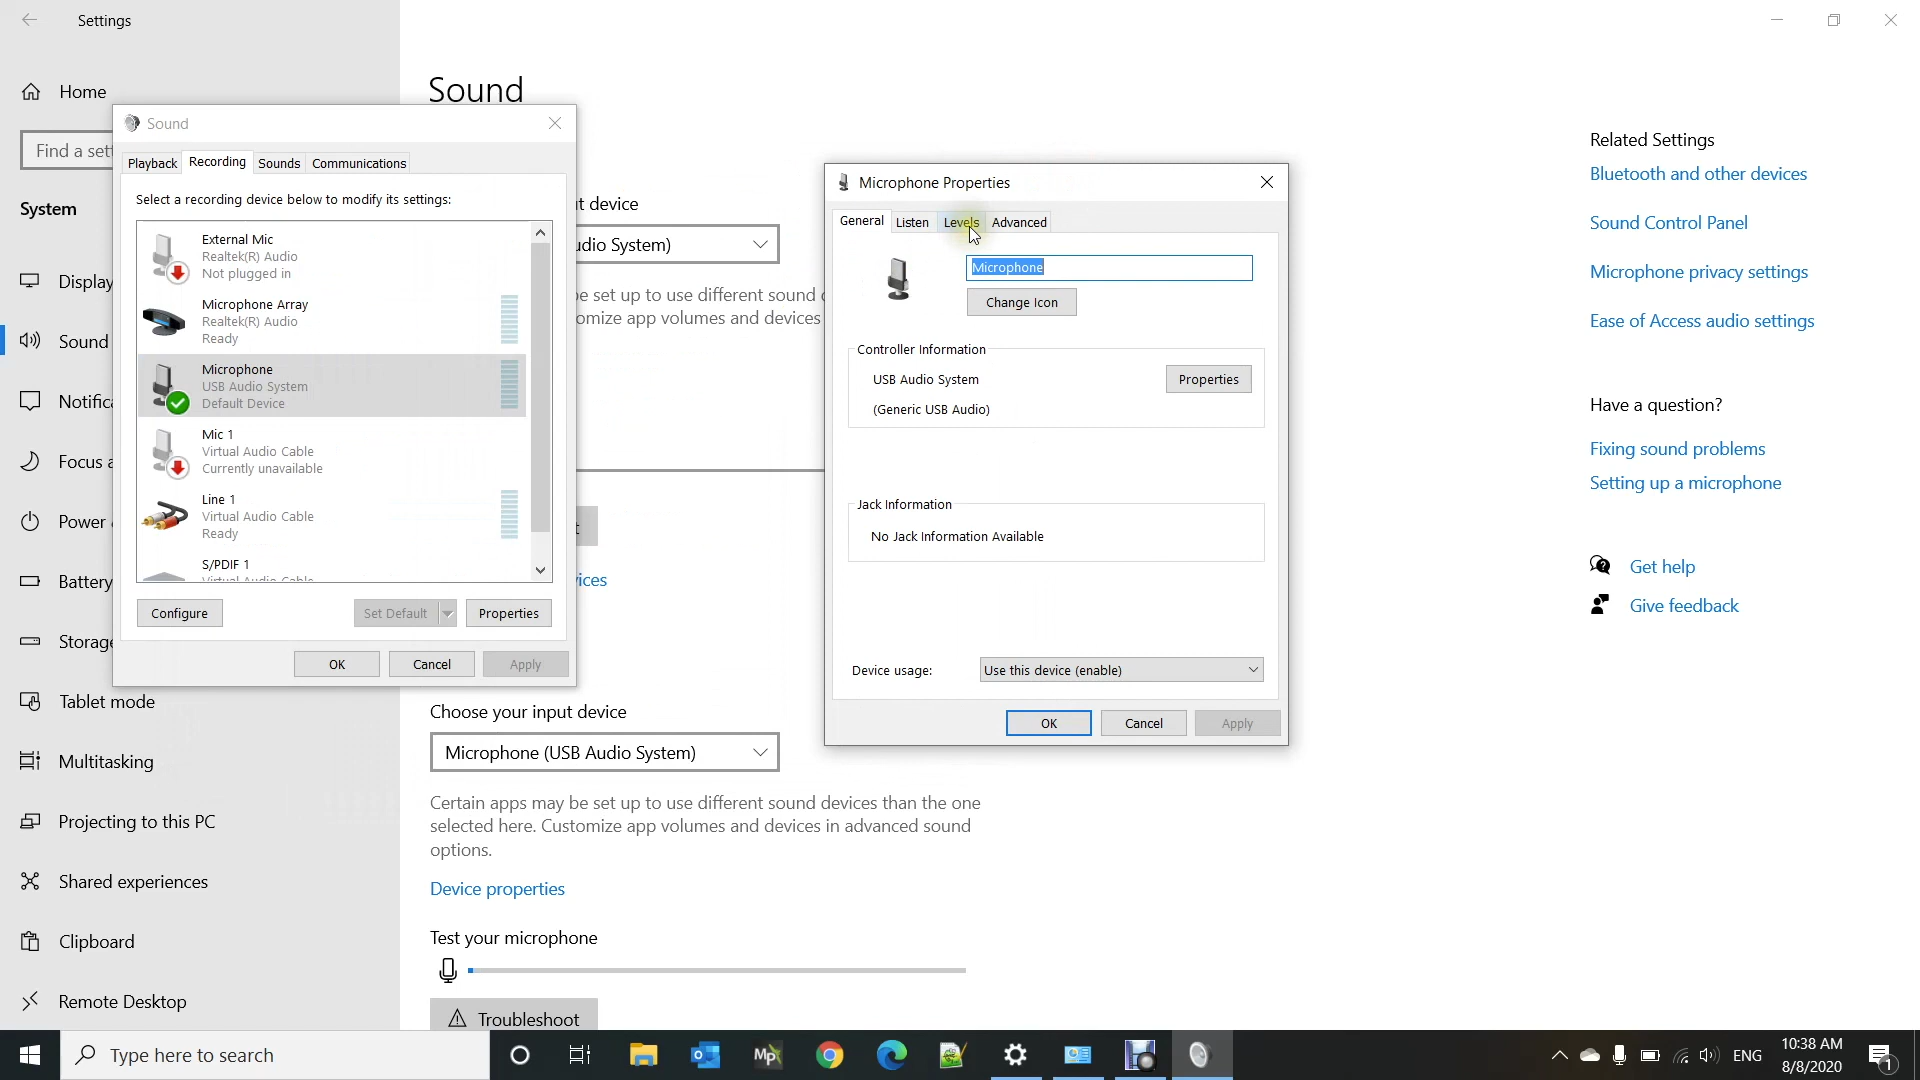 Settings
Home
Find a set
System
Display
Sound
Notifica
Focus a
Power
Battery
Storage
Tablet mode
Multitasking
Projecting to this PC
Shared experiences
Clipboard
Remote Desktop
Sound
Playback
Recording
Sounds
Communications
Select a recording device below to modify its settings:
External Mic
Realtek(R) Audio
Not plugged in
Microphone Array
Realtek(R) Audio
Ready
Microphone
USB Audio System
Default Device
Mic 1
Virtual Audio Cable
Currently unavailable
Line 1
Virtual Audio Cable
Ready
S/PDIF 1
Virtual Audio Cable
Configure
Set Default
Properties
OK
Cancel
Apply
Sound
t device
udio System)
be set up to use different sound
omize app volumes and devices
t
ices
Choose your input device
Microphone (USB Audio System)
Certain apps may be set up to use different sound devices than the one
selected here. Customize app volumes and devices in advanced sound
options.
Device properties
Test your microphone
Troubleshoot
Microphone Properties
General
Listen
Levels
Advanced
Microphone
Change Icon
Controller Information
USB Audio System
Properties
(Generic USB Audio)
Jack Information
No Jack Information Available
Device usage:
Use this device (enable)
OK
Cancel
Apply
Related Settings
Bluetooth and other devices
Sound Control Panel
Microphone privacy settings
Ease of Access audio settings
Have a question?
Fixing sound problems
Setting up a microphone
Get help
Give feedback
Type here to search
Mp
ENG
10:38 AM
8/8/2020
1